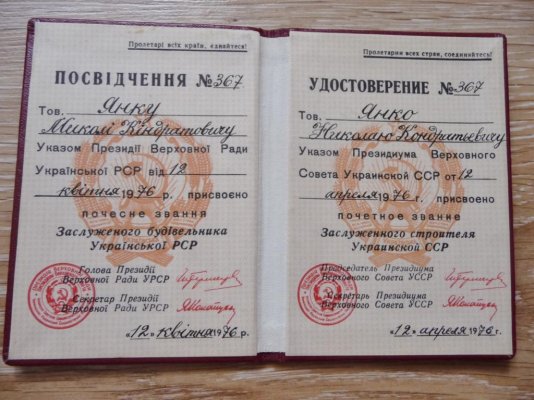 Пролетарі всіх країн, єднайтеся!
ПОСВІДЧЕННЯ №367
Тов. Янку
Миколі Кіндратовичу
Указом Президії Верховної Ради
Української РСР від 12
квітня 1976 р. присвоєно
почесне звання
Заслуженого будівельника
Української РСР
Голова Президії
Верховної Ради УРСР
Секретар Президії
Верховної Ради УРСР
«12» квітня 1976 р.
Пролетарии всех стран, соединяйтесь!
УДОСТОВЕРЕНИЕ №367
Тов. Янко
Николаю Кондратьевичу
Указом Президиума Верховного
Совета Украинской ССР от 12
апреля 1976 г. присвоено
почетное звание
Заслуженного строителя
Украинской ССР
Председатель Президиума
Верховного Совета УССР
Секретарь Президиума
Верховного Совета УССР
«12» апреля 1976 г.